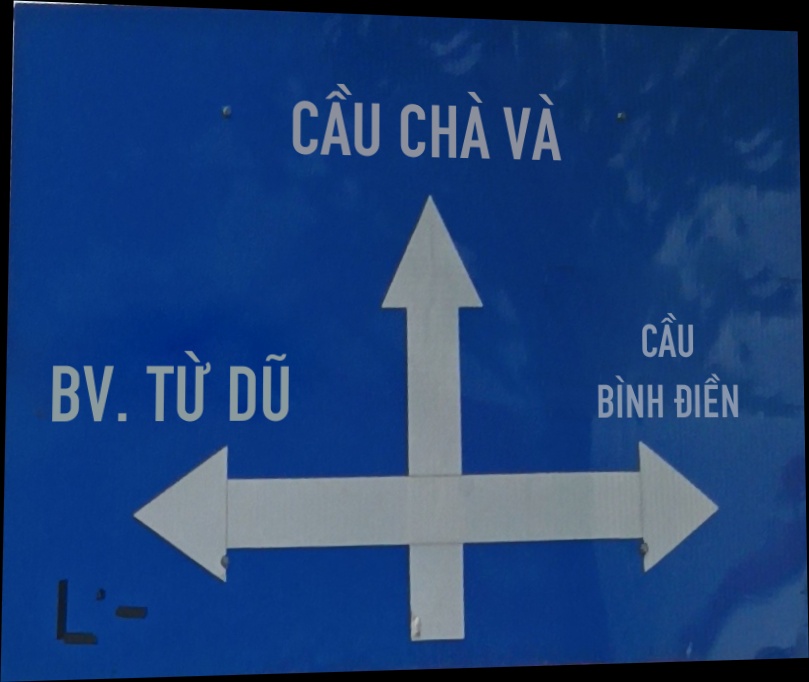 CẦU CHÀ VÀ
BV. TỪ DŨ
CẦU
BÌNH ĐIỀN